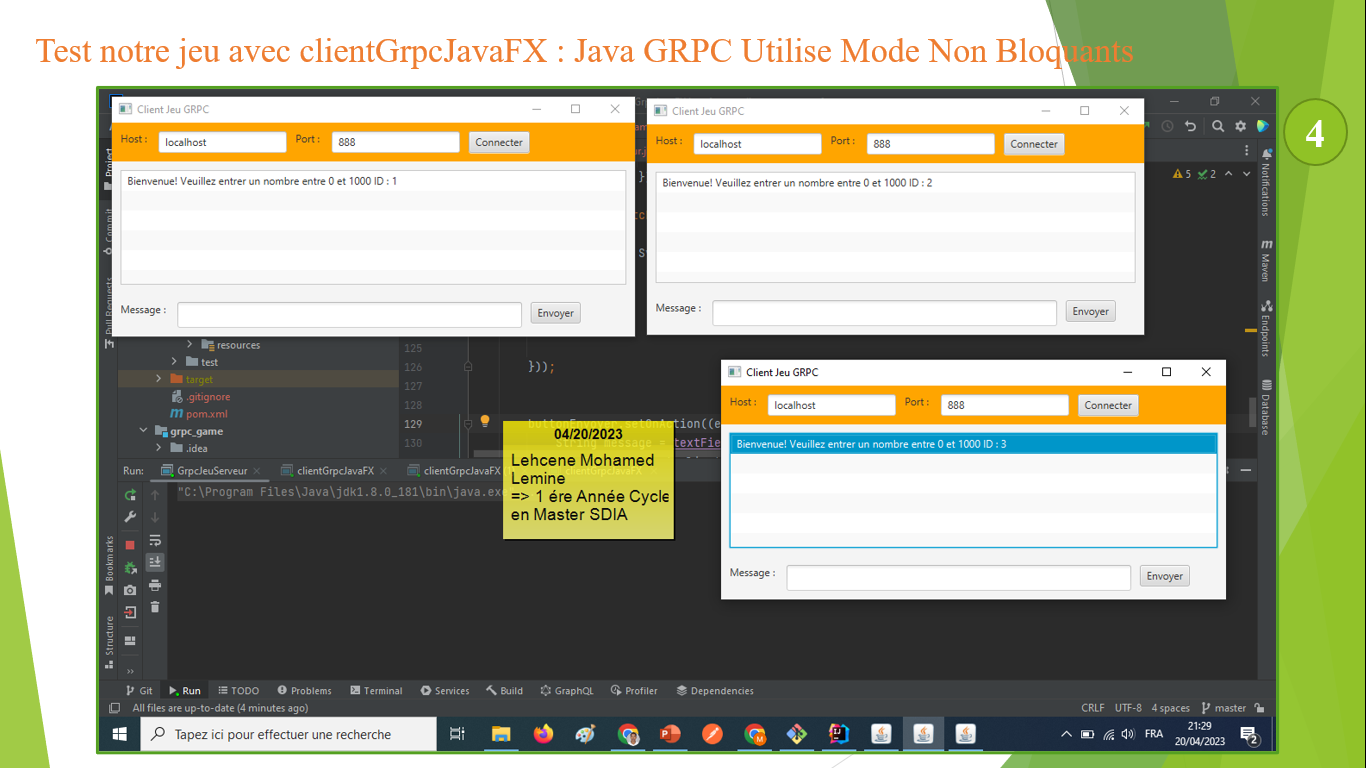 Test notre jeu avec clientGrpcJavaFX : Java GRPC Utilise Mode Non Bloquants
4
Client Jeu GRPC
Host : localhost Port : 888 Connecter
Bienvenue! Veuillez entrer un nombre entre 0 et 1000 ID : 1
Message : Envoyer
Client Jeu GRPC
Host : localhost Port : 888 Connecter
Bienvenue! Veuillez entrer un nombre entre 0 et 1000 ID : 2
Message : Envoyer
Client Jeu GRPC
Host : localhost Port : 888 Connecter
Bienvenue! Veuillez entrer un nombre entre 0 et 1000 ID : 3
Message : Envoyer
5 2
Project
Commit
Pull Requests
Bookmarks
Structure
Notifications
Maven
Endpoints
Database
resources
test
target
.gitignore
pom.xml
grpc_game
.idea
125
126 }));
127
128
129 buttonEnvoyer.setOnAction((e
130 String message = textFie
04/20/2023
Lehcene Mohamed
Lemine
=> 1 ére Année Cycle
en Master SDIA
Run: GrpcJeuServeur clientGrpcJavaFX clientGrpcJavaFX clientGrpcJavaFX
"C:\Program Files\Java\jdk1.8.0_181\bin\java.ex
Git Run TODO Problems Terminal Services Build GraphQL Profiler Dependencies
All files are up-to-date (4 minutes ago) CRLF UTF-8 4 spaces master
Tapez ici pour effectuer une recherche
FRA
21:29
20/04/2023
2